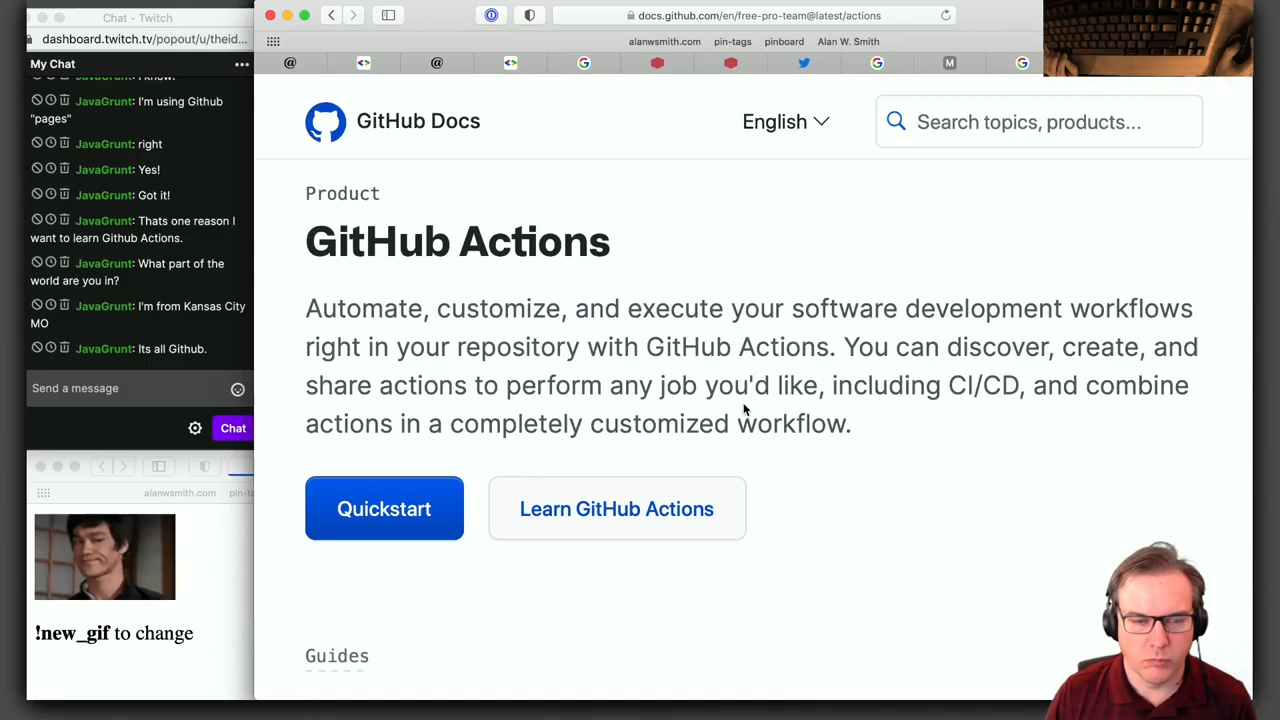 Chat - Twitch
dashboard.twitch.tv/popout/u/theid...
My Chat
JavaGrunt: I know!
JavaGrunt: I'm using Github
"pages"
JavaGrunt: right
JavaGrunt: Yes!
JavaGrunt: Got it!
JavaGrunt: Thats one reason I
want to learn Github Actions.
JavaGrunt: What part of the
world are you in?
JavaGrunt: I'm from Kansas City
MO
JavaGrunt: Its all Github.
Send a message
Chat
alanwsmith.com pin-ta
!new_gif to change
docs.github.com/en/free-pro-team@latest/actions
alanwsmith.com pin-tags pinboard Alan W. Smith
GitHub Docs
English
Search topics, products...
Product
GitHub Actions
Automate, customize, and execute your software development workflows
right in your repository with GitHub Actions. You can discover, create, and
share actions to perform any job you'd like, including CI/CD, and combine
actions in a completely customized workflow.
Quickstart
Learn GitHub Actions
Guides